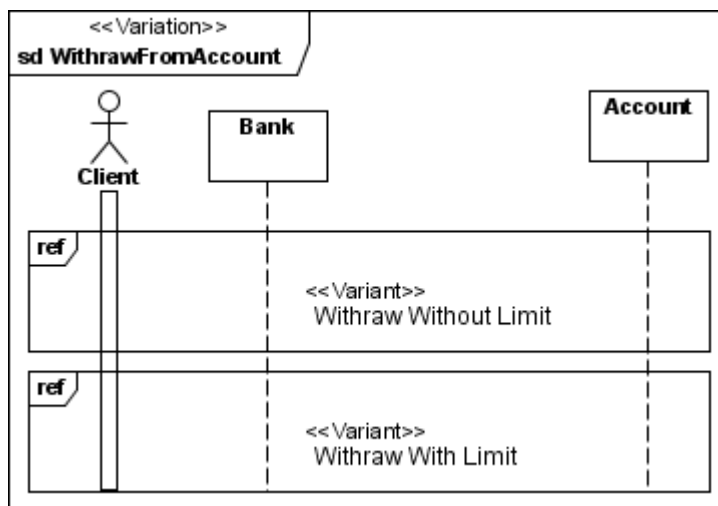 <<Variation>>
sd WithrawFromAccount
Client
Bank
Account
ref
<<Variant>>
Withraw Without Limit
ref
<<Variant>>
Withraw With Limit